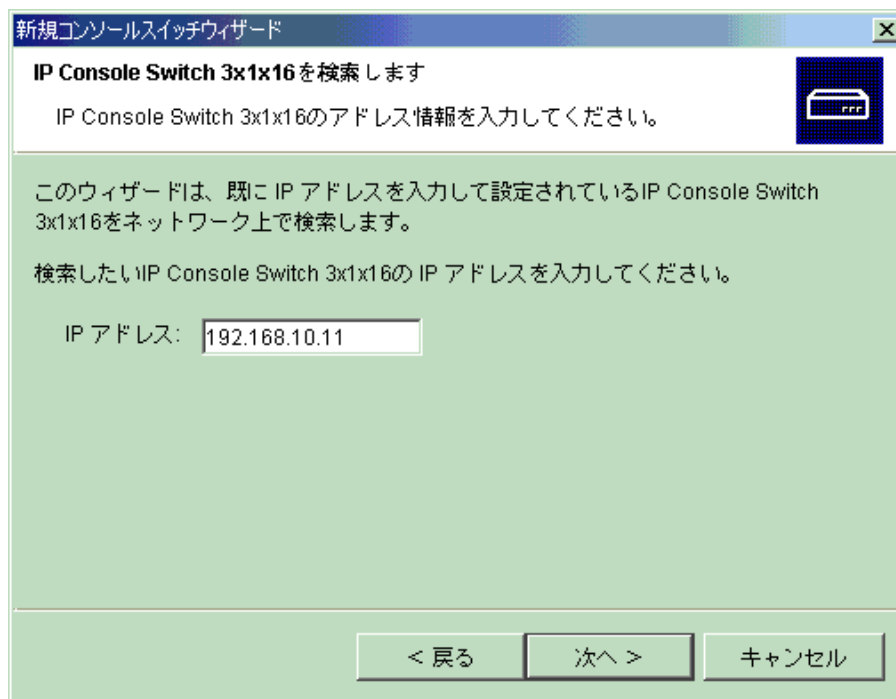 新規コンソールスイッチウィザード
IP Console Switch 3x1x16を検索します
IP Console Switch 3x1x16のアドレス情報を入力してください。
このウィザードは、既に IP アドレスを入力して設定されているIP Console Switch
3x1x16をネットワーク上で検索します。
検索したいIP Console Switch 3x1x16の IP アドレスを入力してください。
IP アドレス: 192.168.10.11
< 戻る 次へ > キャンセル